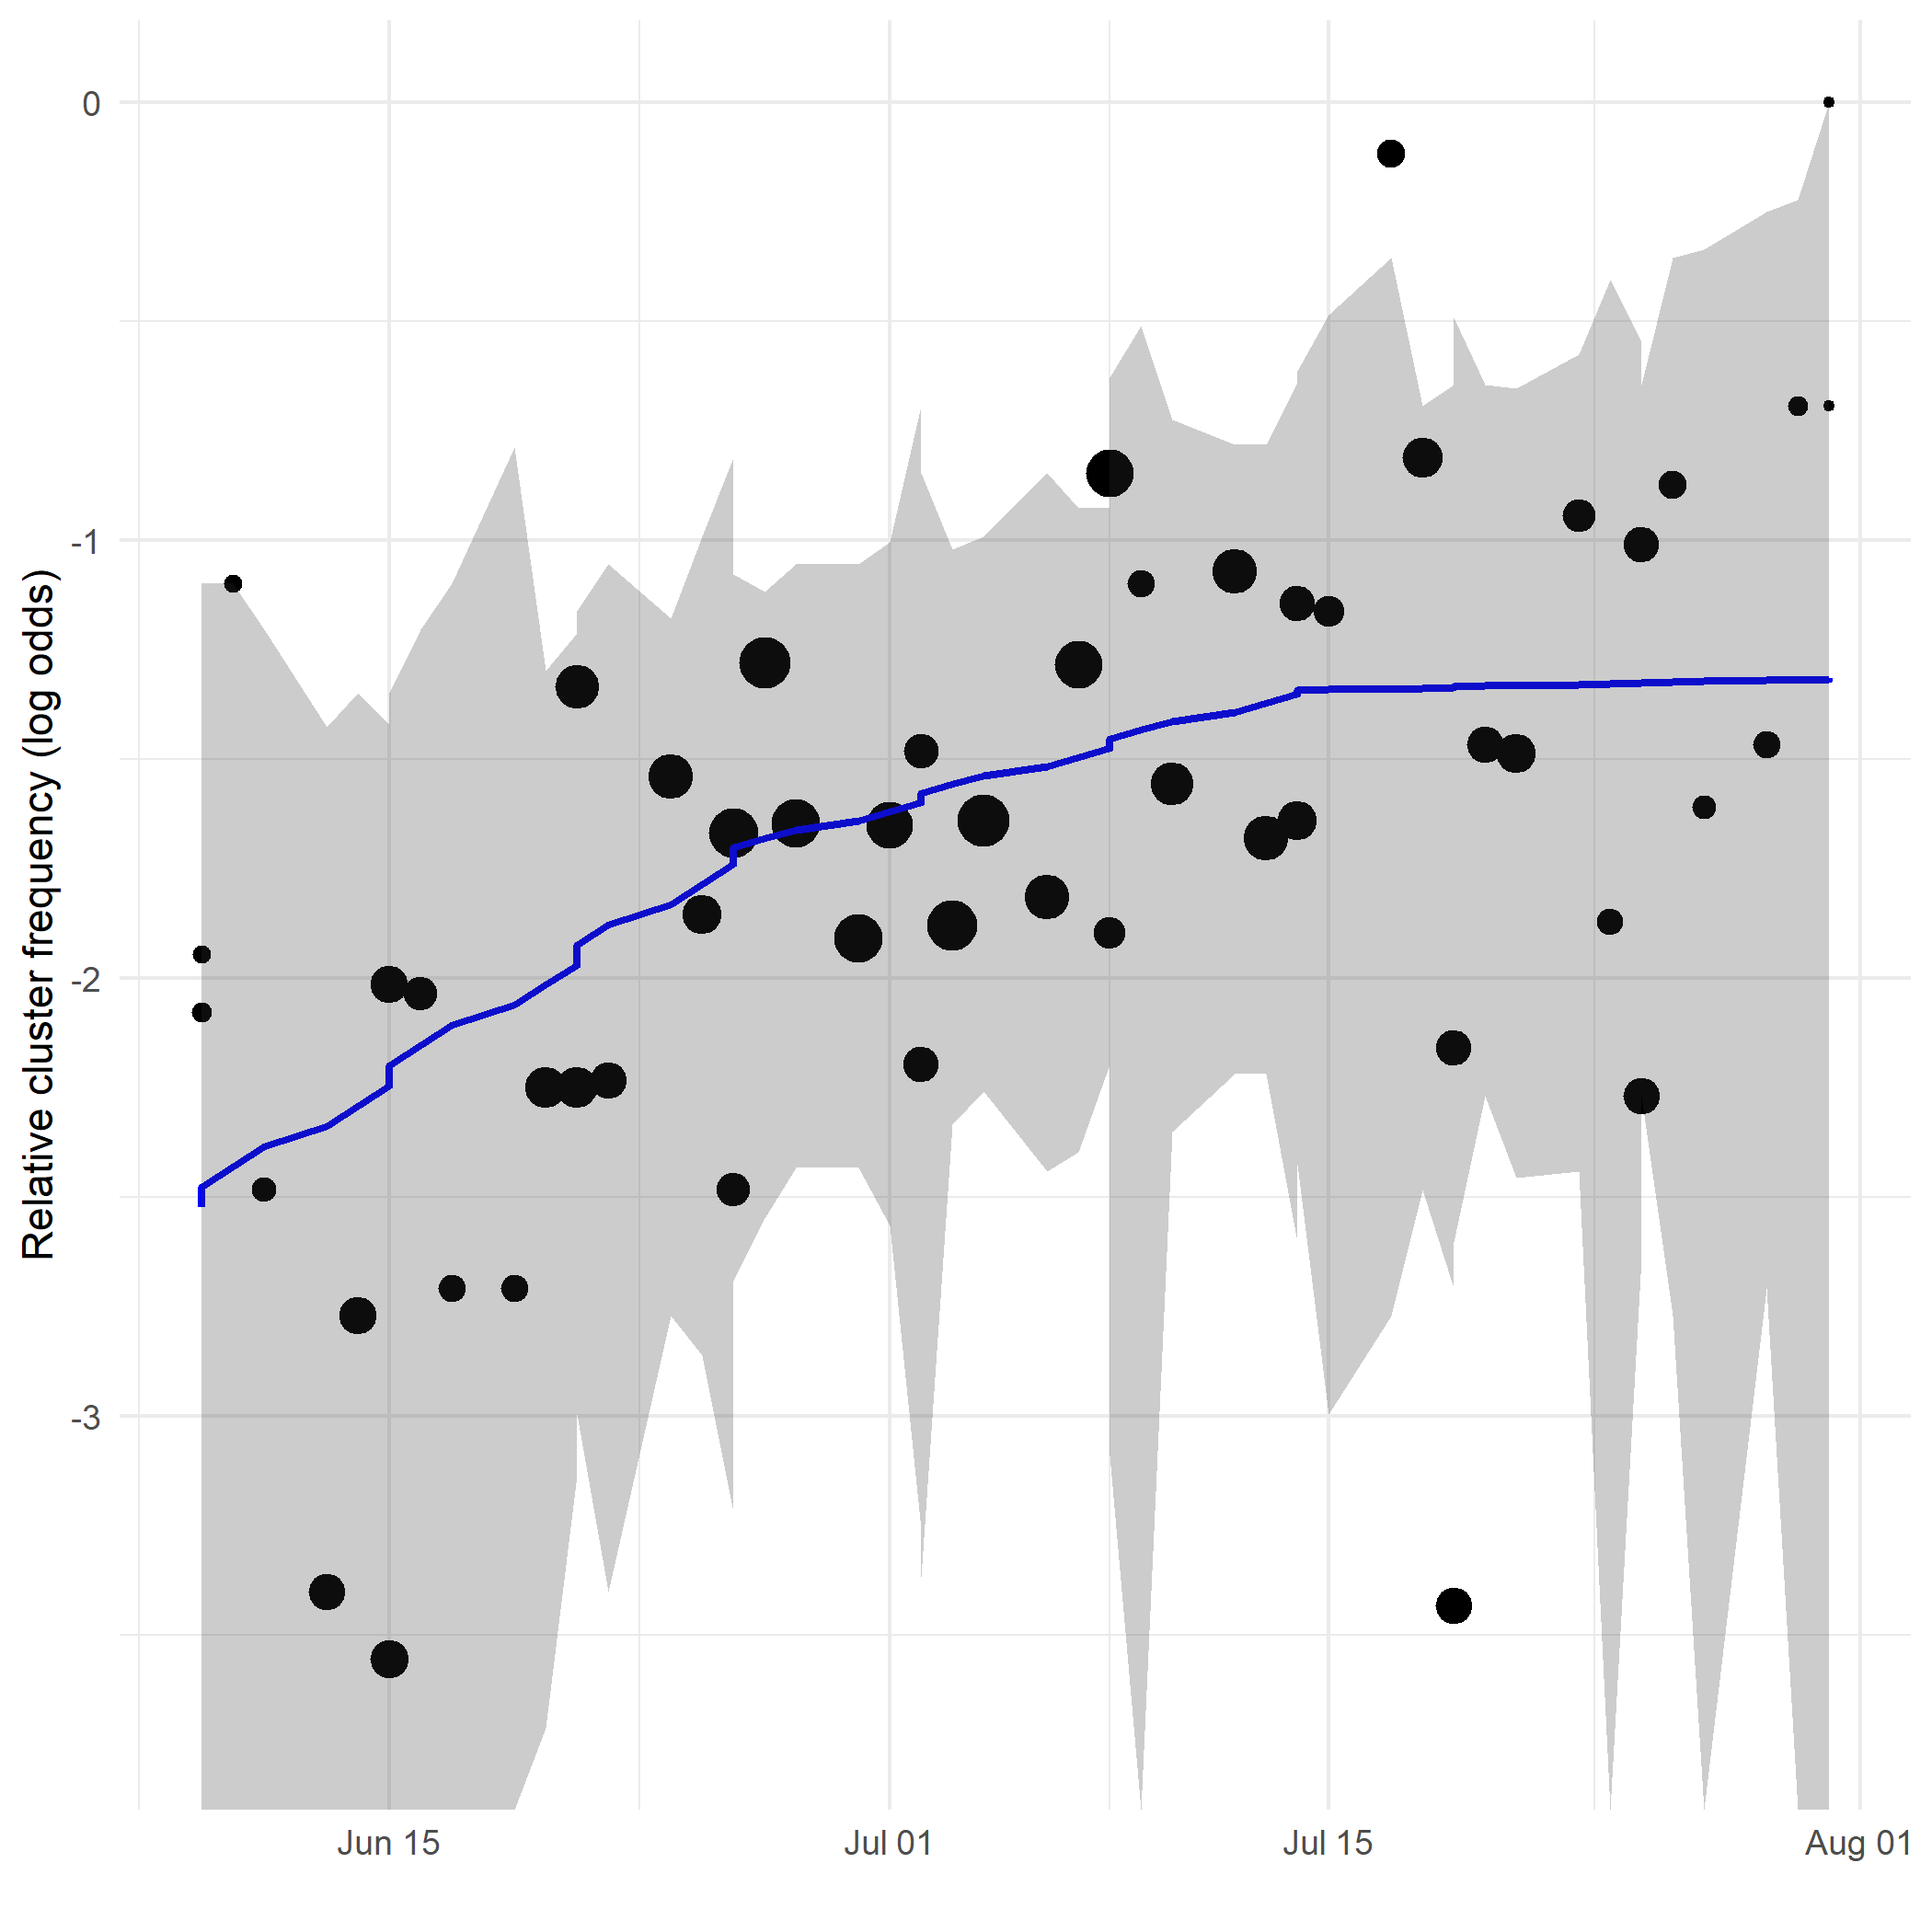 Relative cluster frequency (log odds)
0
-1
-2
-3
Jun 15
Jul 01
Jul 15
Aug 01